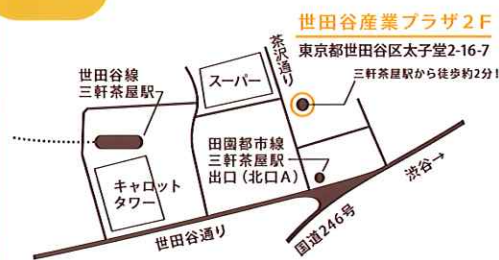 世田谷産業プラザ2F
東京都世田谷区太子堂2-16-7
三軒茶屋駅から徒歩約2分!
茶沢通り
世田谷線
三軒茶屋駅
スーパー
田園都市線
三軒茶屋駅
出口(北口A)
キャロット
タワー
渋谷→
世田谷通り
国道246号